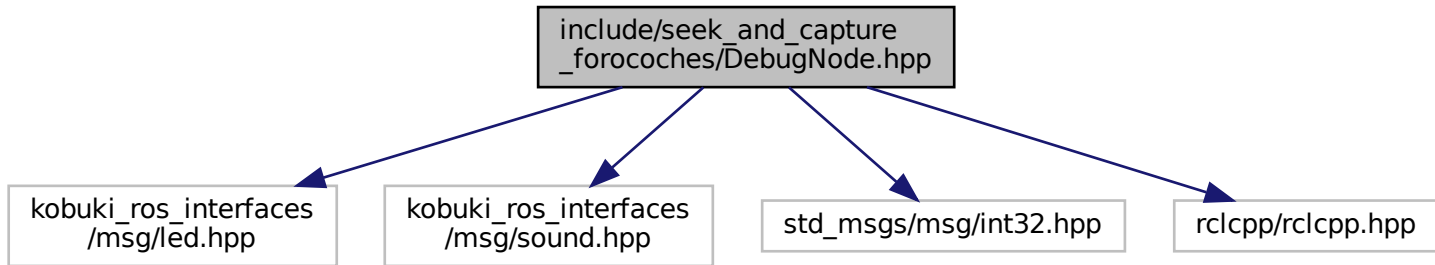 include/seek_and_capture
_forocoches/DebugNode.hpp
kobuki_ros_interfaces
/msg/led.hpp
kobuki_ros_interfaces
/msg/sound.hpp
std_msgs/msg/int32.hpp
rclcpp/rclcpp.hpp